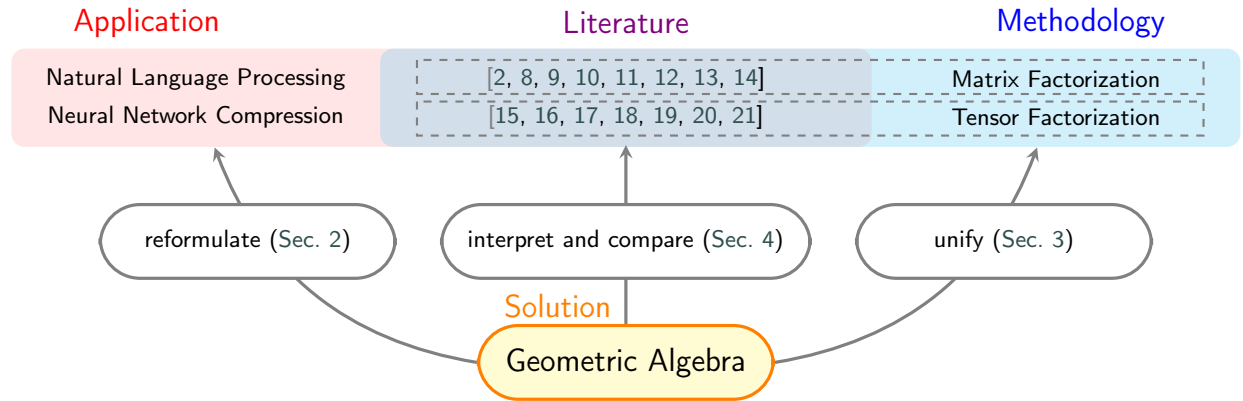 Application
Literature
Methodology
Natural Language Processing
[2, 8, 9, 10, 11, 12, 13, 14]
Matrix Factorization
Neural Network Compression
[15, 16, 17, 18, 19, 20, 21]
Tensor Factorization
reformulate (Sec. 2)
interpret and compare (Sec. 4)
unify (Sec. 3)
Solution
Geometric Algebra